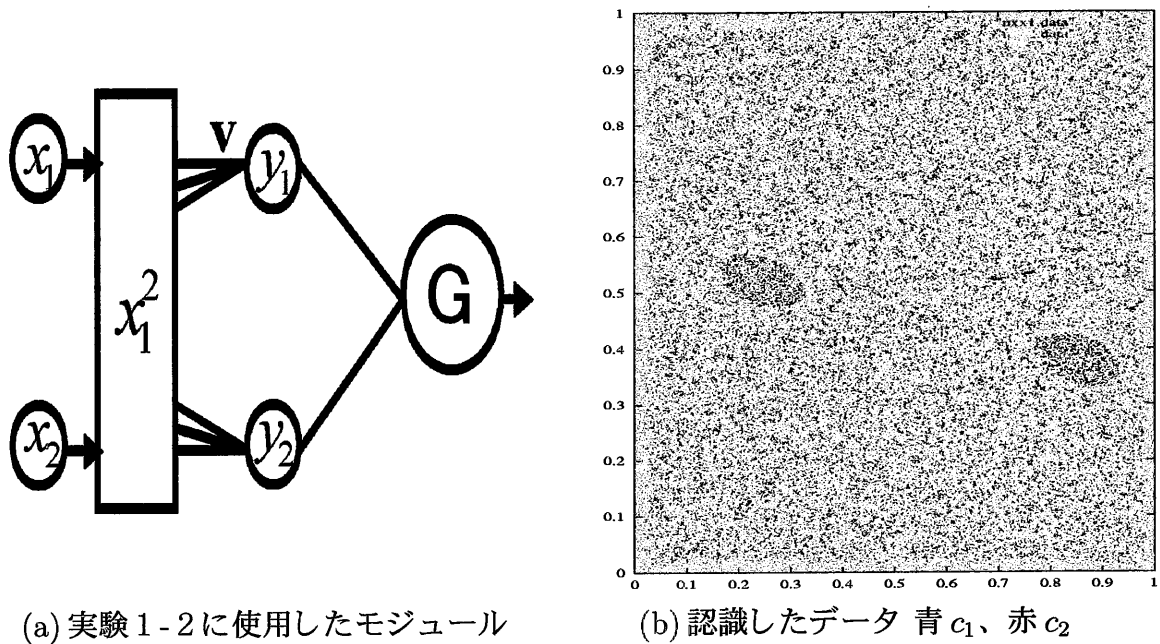 x₁
x₂
x₁²
v
y₁
y₂
G
1
0.9
0.8
0.7
0.6
0.5
0.4
0.3
0.2
0.1
0
0 0.1 0.2 0.3 0.4 0.5 0.6 0.7 0.8 0.9 1
(a) 実験1-2に使用したモジュール
(b) 認識したデータ 青 c₁、赤 c₂